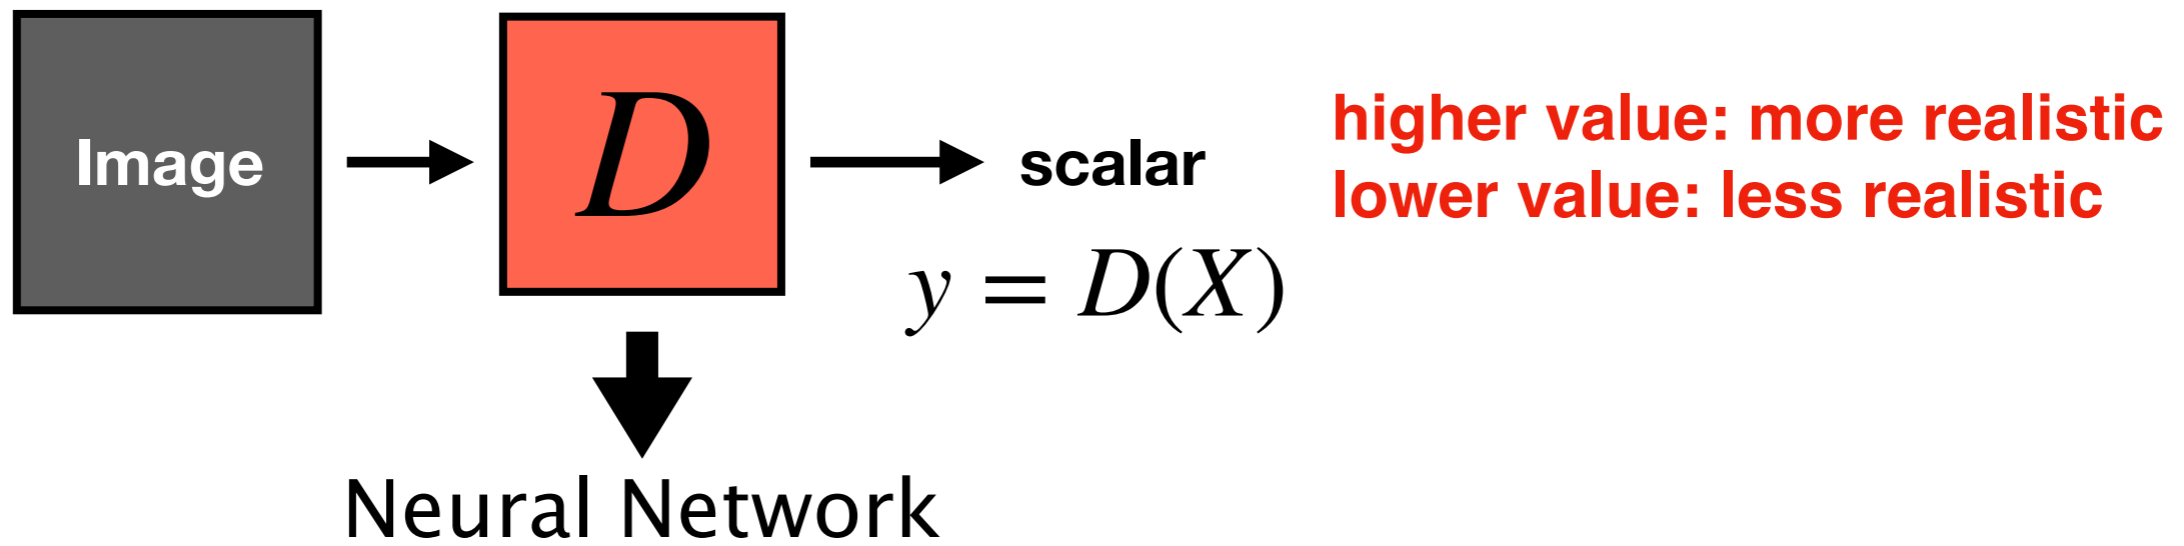 Image
D
scalar
higher value: more realistic
lower value: less realistic
y = D(X)
Neural Network